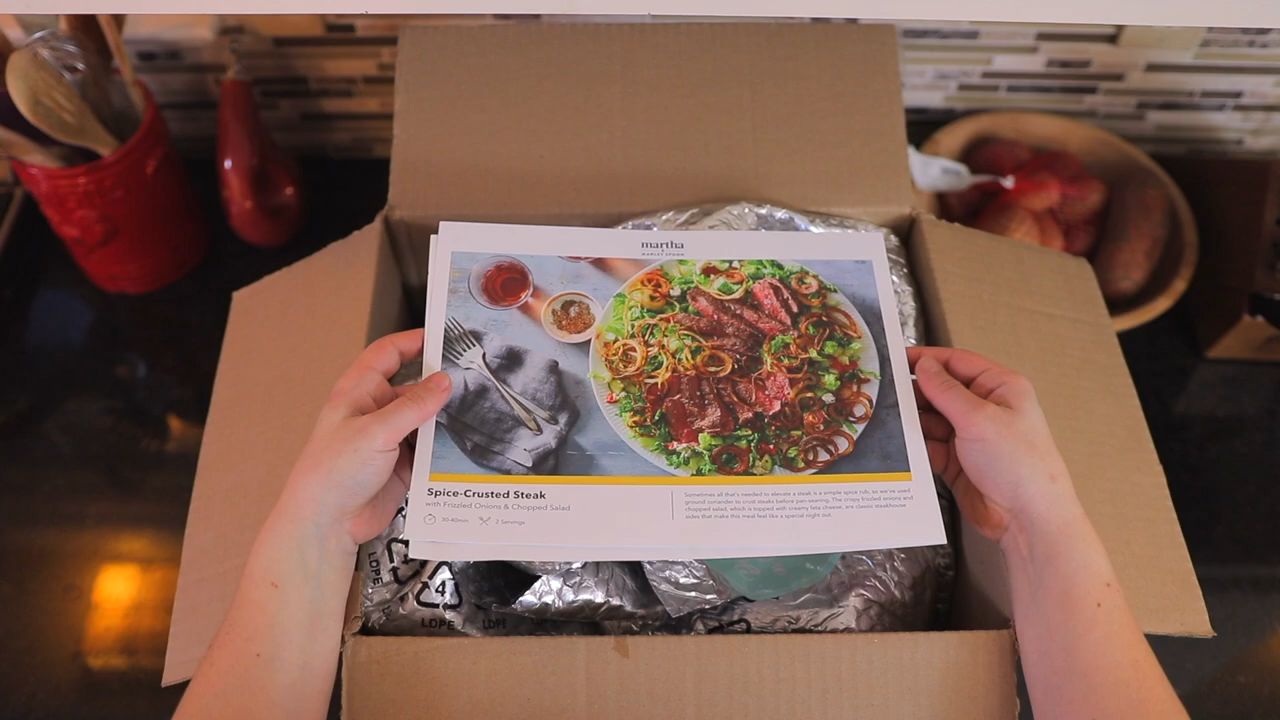 martha
&
MARLEY SPOON
Spice-Crusted Steak
with Frizzled Onions & Chopped Salad
30-40min
2 Servings
Sometimes all that's needed to elevate a steak is a simple spice rub, so we've used
ground coriander to crust steaks before pan-searing. The crispy frizzled onions and
chopped salad, which is topped with creamy feta cheese, are classic steakhouse
sides that make this meal feel like a special night out.
LDPE
4
LDPE
LDPE